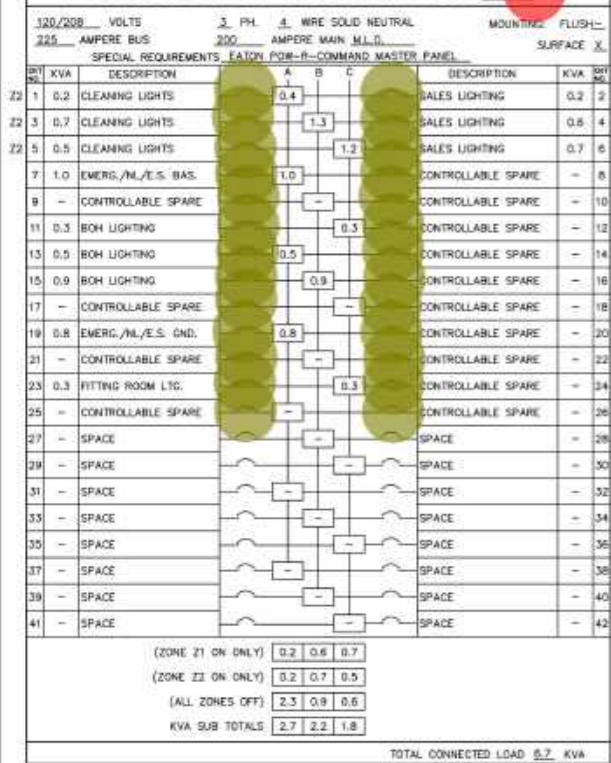 120/208 VOLTS 3 PH. 4 WIRE SOLID NEUTRAL MOUNTING: FLUSH –
225 AMPERE BUS 200 AMPERE MAIN M.L.O. SURFACE X
SPECIAL REQUIREMENTS EATON POW-R-COMMAND MASTER PANEL
CKT NO. KVA DESCRIPTION A B C DESCRIPTION KVA CKT NO.
Z2 1 0.2 CLEANING LIGHTS 0.4 SALES LIGHTING 0.2 2
Z2 3 0.7 CLEANING LIGHTS 1.3 SALES LIGHTING 0.6 4
Z2 5 0.5 CLEANING LIGHTS 1.2 SALES LIGHTING 0.7 6
7 1.0 EMERG./NL/E.S. BAS. 1.0 CONTROLLABLE SPARE – 8
9 – CONTROLLABLE SPARE – CONTROLLABLE SPARE – 10
11 0.3 BOH LIGHTING 0.3 CONTROLLABLE SPARE – 12
13 0.5 BOH LIGHTING 0.5 CONTROLLABLE SPARE – 14
15 0.9 BOH LIGHTING 0.9 CONTROLLABLE SPARE – 16
17 – CONTROLLABLE SPARE – CONTROLLABLE SPARE – 18
19 0.8 EMERG./NL/E.S. GND. 0.8 CONTROLLABLE SPARE – 20
21 – CONTROLLABLE SPARE – CONTROLLABLE SPARE – 22
23 0.3 FITTING ROOM LTG. 0.3 CONTROLLABLE SPARE – 24
25 – CONTROLLABLE SPARE – CONTROLLABLE SPARE – 26
27 – SPACE – SPACE – 28
29 – SPACE – SPACE – 30
31 – SPACE – SPACE – 32
33 – SPACE – SPACE – 34
35 – SPACE – SPACE – 36
37 – SPACE – SPACE – 38
39 – SPACE – SPACE – 40
41 – SPACE – SPACE – 42
(ZONE Z1 ON ONLY) 0.2 0.6 0.7
(ZONE Z2 ON ONLY) 0.2 0.7 0.5
(ALL ZONES OFF) 2.3 0.9 0.6
KVA SUB TOTALS 2.7 2.2 1.8
TOTAL CONNECTED LOAD 6.7 KVA